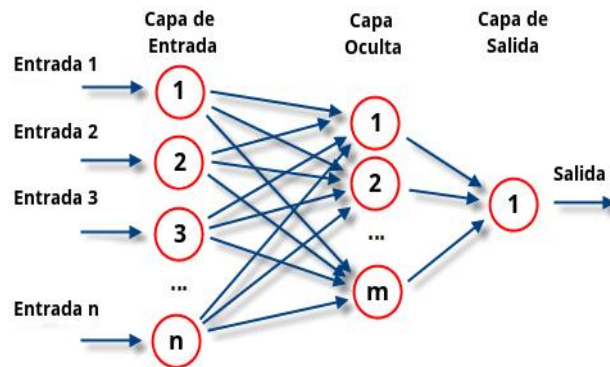 Capa de
Entrada
Capa
Oculta
Capa de
Salida
Entrada 1
1
Entrada 2
2
Entrada 3
3
...
Entrada n
n
1
2
...
m
1
Salida